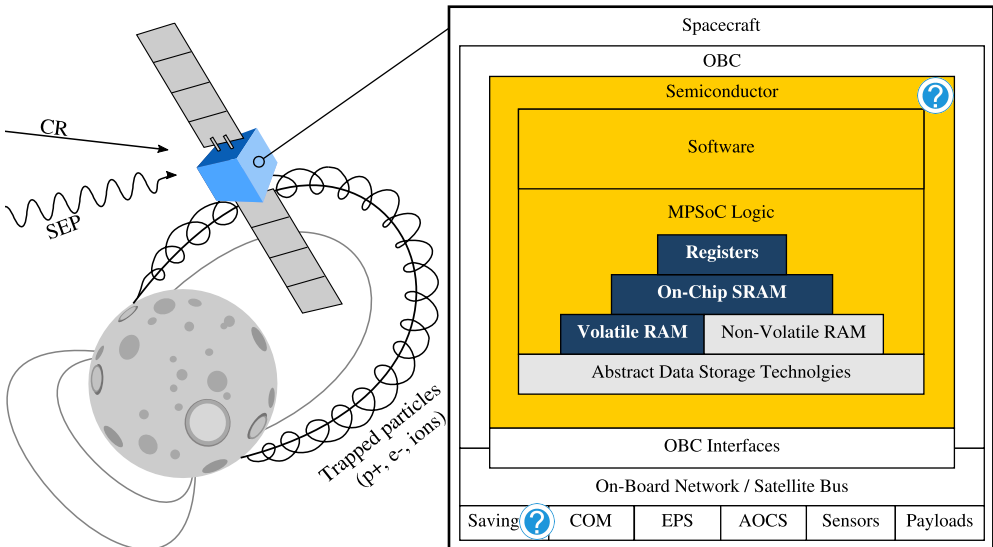 CR
SEP
Trapped particles
(p+, e-, ions)
Spacecraft
OBC
Semiconductor
?
Software
MPSoC Logic
Registers
On-Chip SRAM
Volatile RAM
Non-Volatile RAM
Abstract Data Storage Technolgies
OBC Interfaces
On-Board Network / Satellite Bus
Saving ? COM EPS AOCS Sensors Payloads